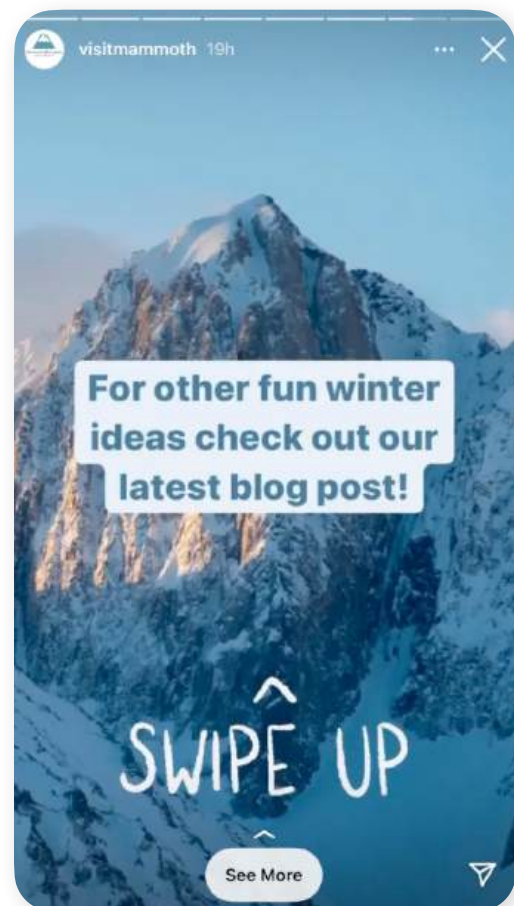 visitmammoth 19h
For other fun winter
ideas check out our
latest blog post!
SWIPE UP
See More